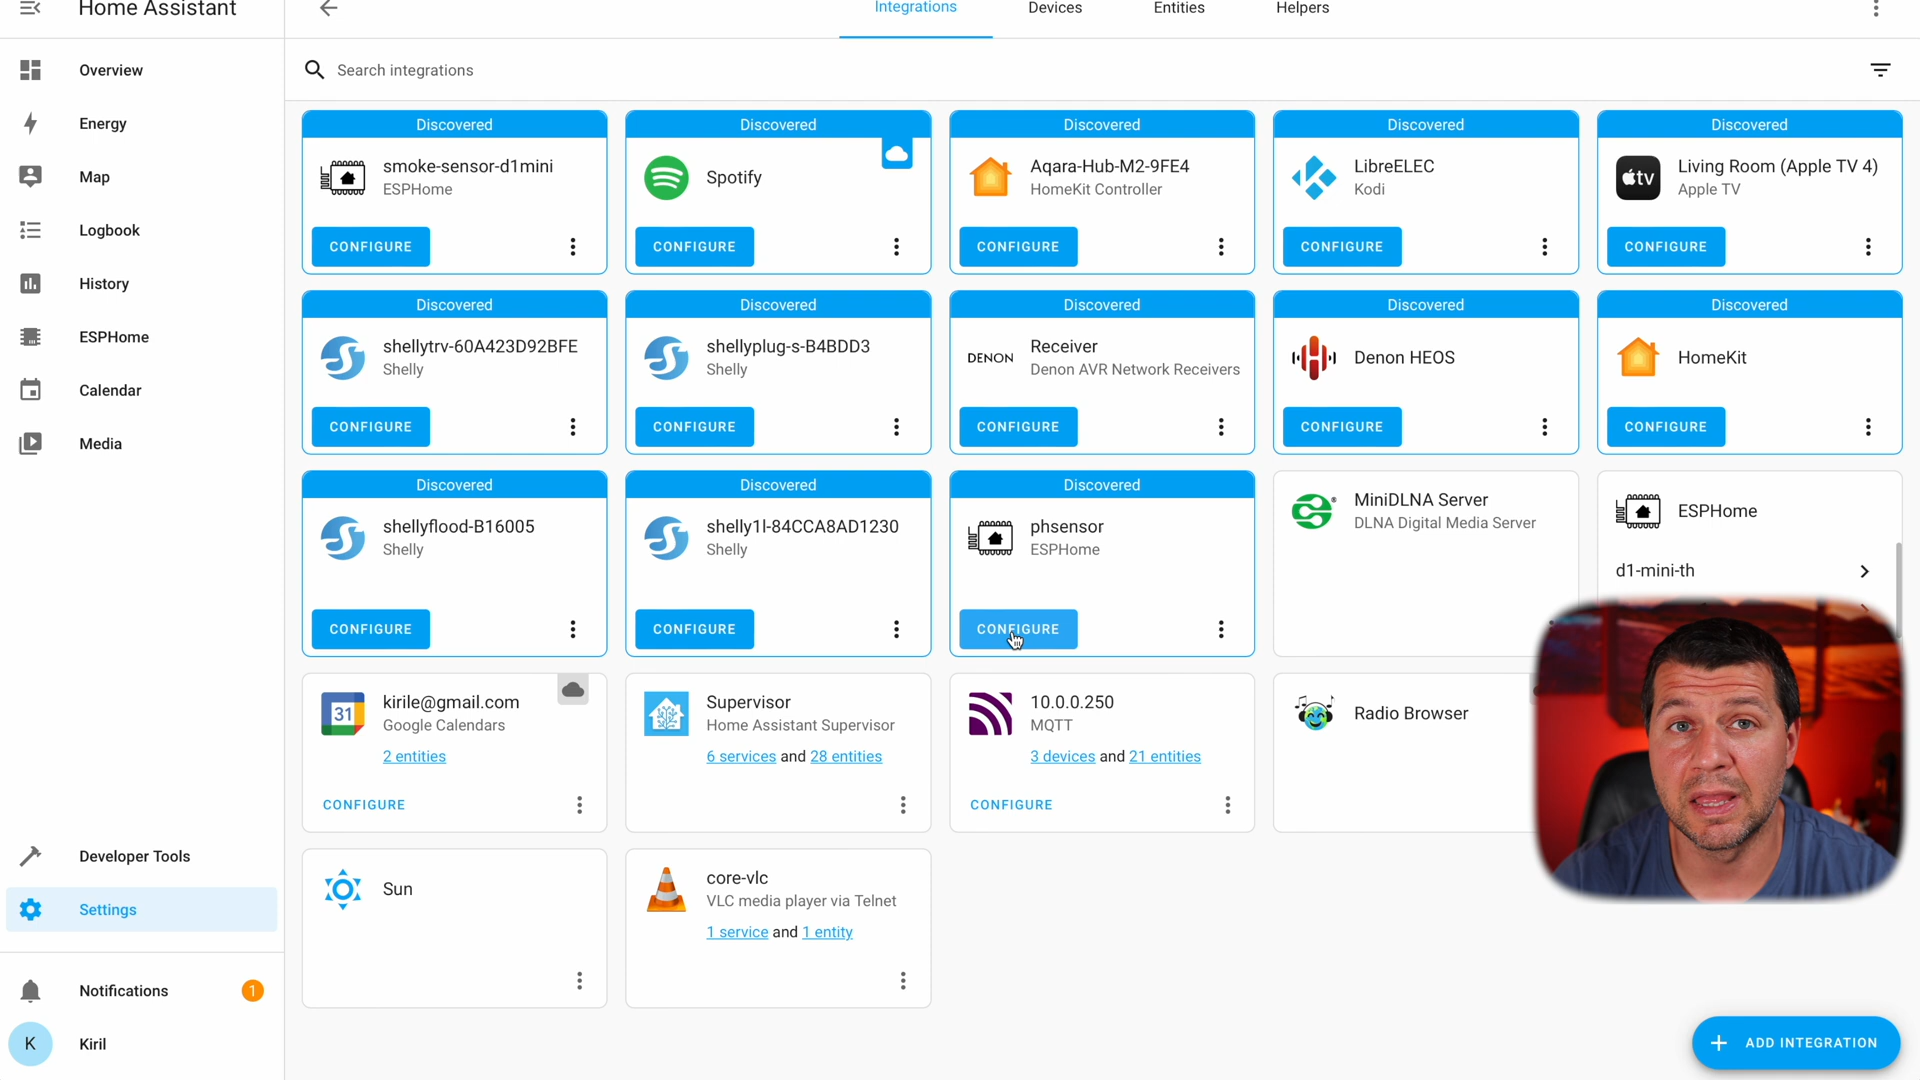 Home Assistant
Integrations
Devices
Entities
Helpers
Overview
Energy
Map
Logbook
History
ESPHome
Calendar
Media
Developer Tools
Settings
Notifications
1
K
Kiril
Search integrations
Discovered
smoke-sensor-d1mini
ESPHome
CONFIGURE
Discovered
Spotify
CONFIGURE
Discovered
Aqara-Hub-M2-9FE4
HomeKit Controller
CONFIGURE
Discovered
LibreELEC
Kodi
CONFIGURE
Discovered
tv
Living Room (Apple TV 4)
Apple TV
CONFIGURE
Discovered
shellytrv-60A423D92BFE
Shelly
CONFIGURE
Discovered
shellyplug-s-B4BDD3
Shelly
CONFIGURE
Discovered
DENON
Receiver
Denon AVR Network Receivers
CONFIGURE
Discovered
Denon HEOS
CONFIGURE
Discovered
HomeKit
CONFIGURE
Discovered
shellyflood-B16005
Shelly
CONFIGURE
Discovered
shelly1l-84CCA8AD1230
Shelly
CONFIGURE
Discovered
phsensor
ESPHome
CONFIGURE
MiniDLNA Server
DLNA Digital Media Server
ESPHome
d1-mini-th
31
kirile@gmail.com
Google Calendars
2 entities
CONFIGURE
Supervisor
Home Assistant Supervisor
6 services and 28 entities
10.0.0.250
MQTT
3 devices and 21 entities
CONFIGURE
Radio Browser
Sun
core-vlc
VLC media player via Telnet
1 service and 1 entity
ADD INTEGRATION